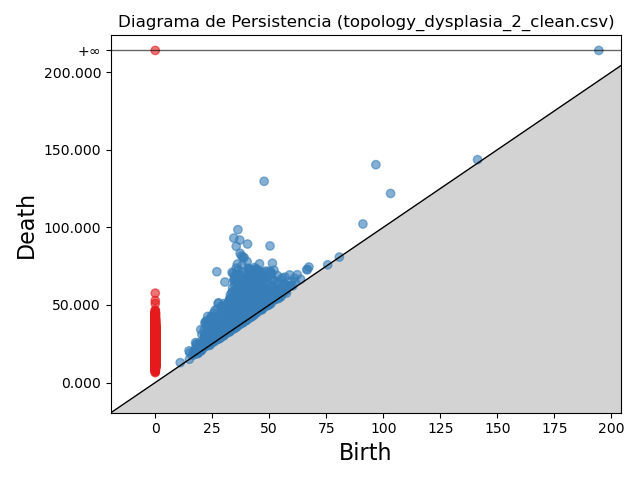 Diagrama de Persistencia (topology_dysplasia_2_clean.csv)
+∞
200.000
150.000
100.000
50.000
0.000
Death
0 25 50 75 100 125 150 175 200
Birth